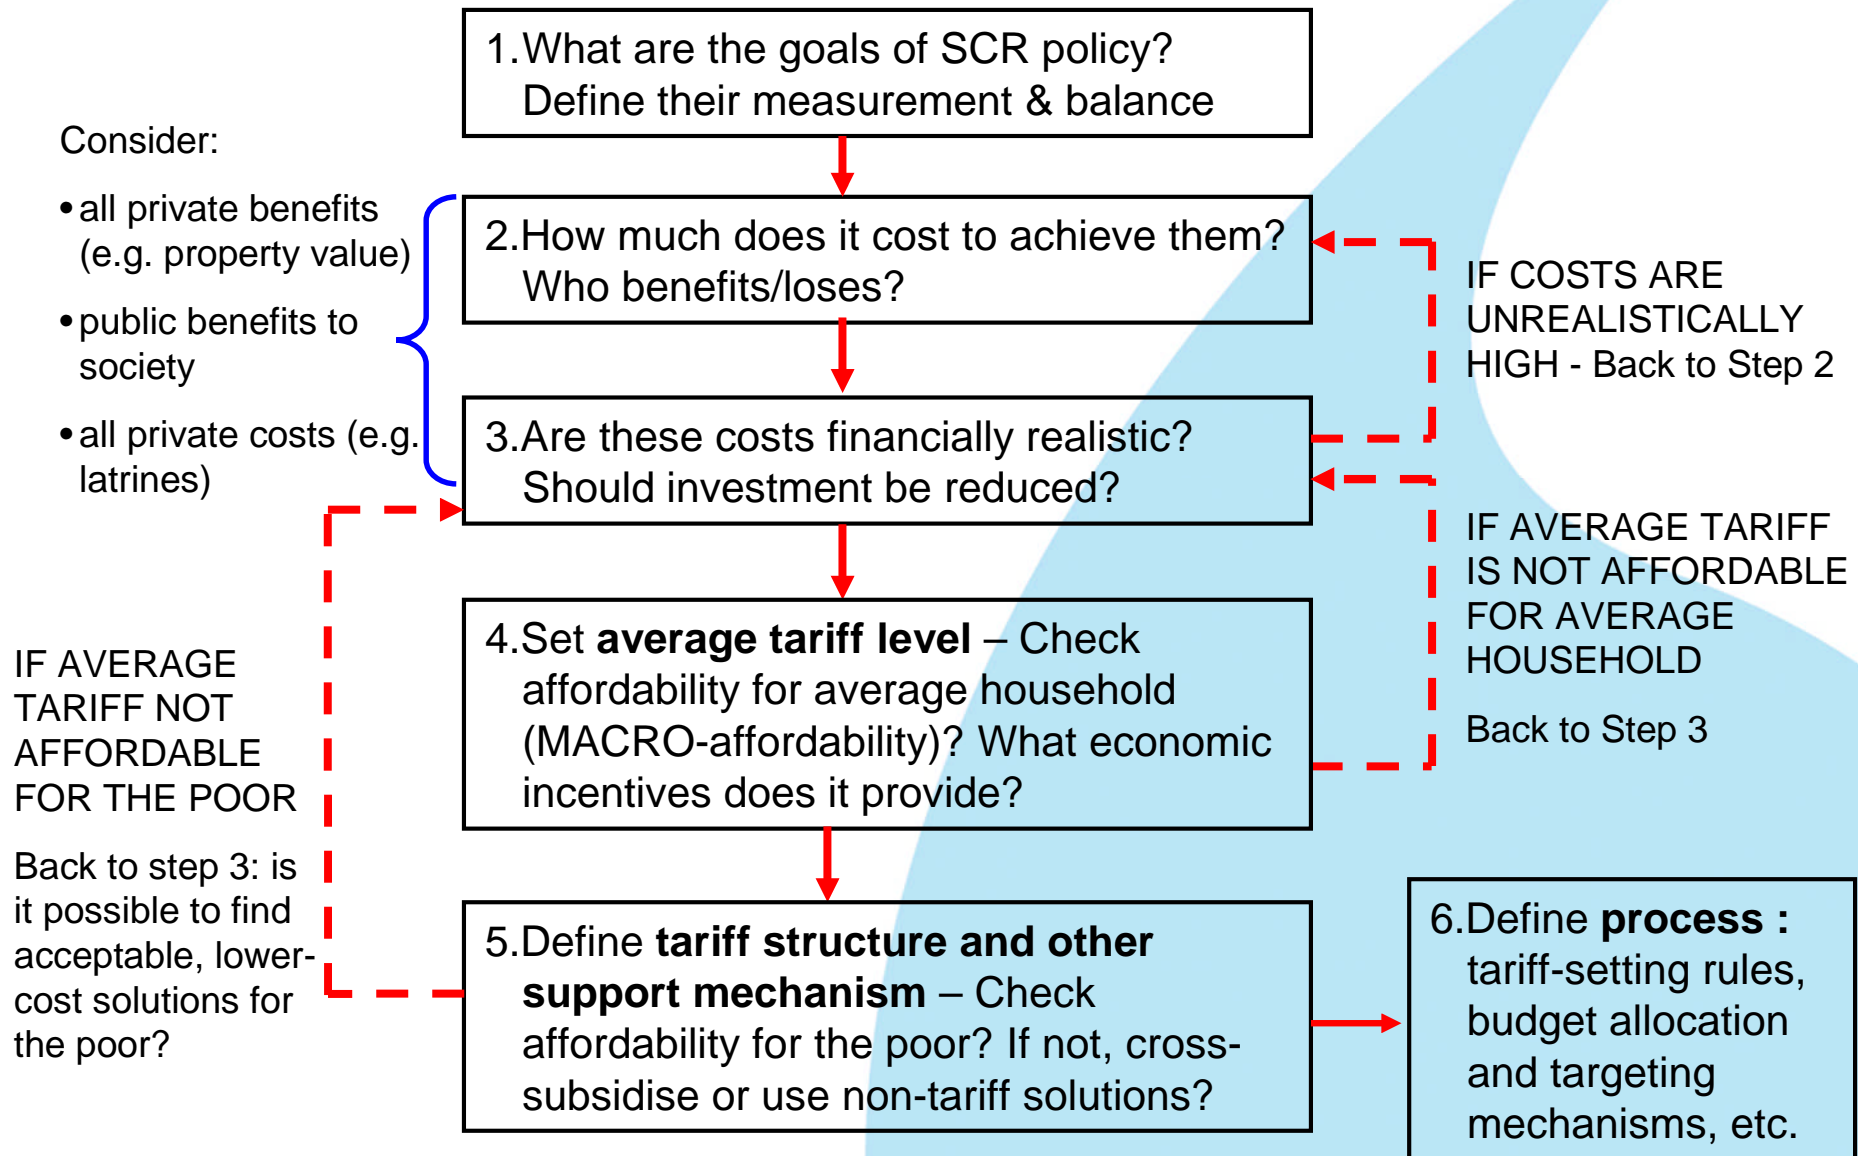 1.What are the goals of SCR policy?
Define their measurement & balance
Consider:
•all private benefits
(e.g. property value)
•public benefits to
society
•all private costs (e.g.
latrines)
2.How much does it cost to achieve them?
Who benefits/loses?
IF COSTS ARE
UNREALISTICALLY
HIGH - Back to Step 2
3.Are these costs financially realistic?
Should investment be reduced?
IF AVERAGE TARIFF
IS NOT AFFORDABLE
FOR AVERAGE
HOUSEHOLD
Back to Step 3
4.Set average tariff level – Check
affordability for average household
(MACRO-affordability)? What economic
incentives does it provide?
IF AVERAGE
TARIFF NOT
AFFORDABLE
FOR THE POOR
Back to step 3: is
it possible to find
acceptable, lower-
cost solutions for
the poor?
5.Define tariff structure and other
support mechanism – Check
affordability for the poor? If not, cross-
subsidise or use non-tariff solutions?
6.Define process :
tariff-setting rules,
budget allocation
and targeting
mechanisms, etc.